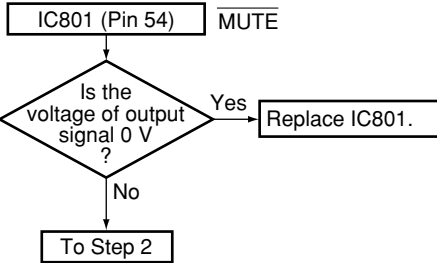 IC801 (Pin 54) MUTE
Is the
voltage of output
signal 0 V
?
Yes
Replace IC801.
No
To Step 2